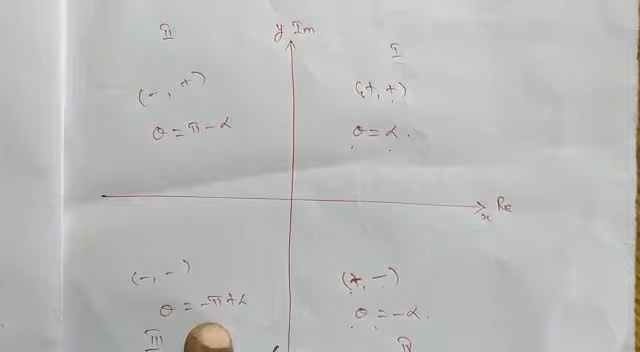 II
y Im
I
(-, +)
(+, +)
θ = π - α
θ = α.
x Re
(-, -)
(+, -)
θ = -π + α
θ = -α.
III
IV